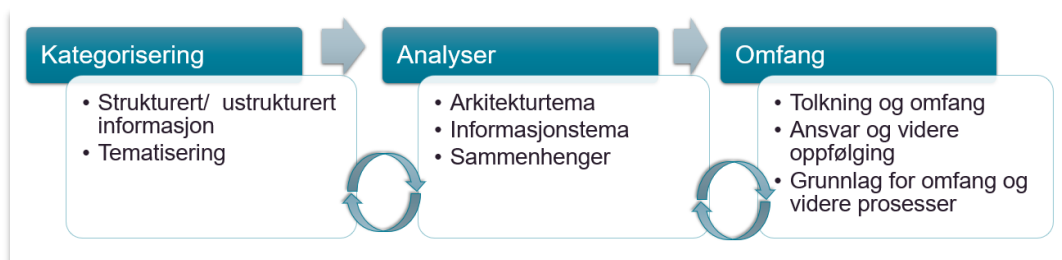 Kategorisering
• Strukturert/ ustrukturert
informasjon
• Tematisering
Analyser
• Arkitekturtema
• Informasjonstema
• Sammenhenger
Omfang
• Tolkning og omfang
• Ansvar og videre
oppfølging
• Grunnlag for omfang og
videre prosesser